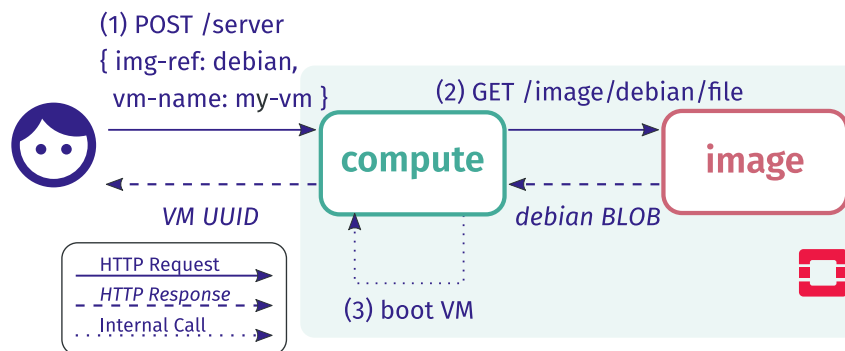 (1) POST /server
{ img-ref: debian,
vm-name: my-vm }
(2) GET /image/debian/file
compute
image
VM UUID
debian BLOB
(3) boot VM
HTTP Request
HTTP Response
Internal Call